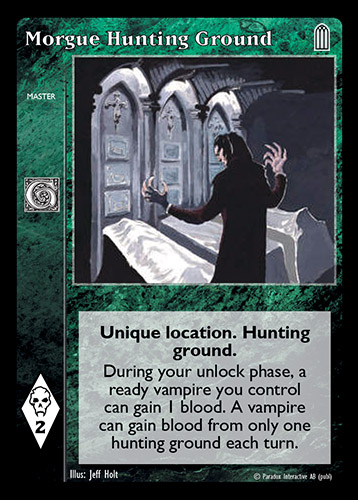 Morgue Hunting Ground
MASTER
Unique location. Hunting
ground.
During your unlock phase, a
ready vampire you control
can gain 1 blood. A vampire
can gain blood from only one
hunting ground each turn.
2
Illus: Jeff Holt
© Paradox Interactive AB (publ)